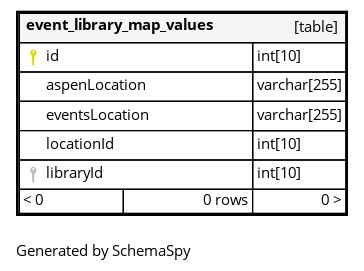 event_library_map_values [table]
id int[10]
aspenLocation varchar[255]
eventsLocation varchar[255]
locationId int[10]
libraryId int[10]
< 0 0 rows 0 >
Generated by SchemaSpy